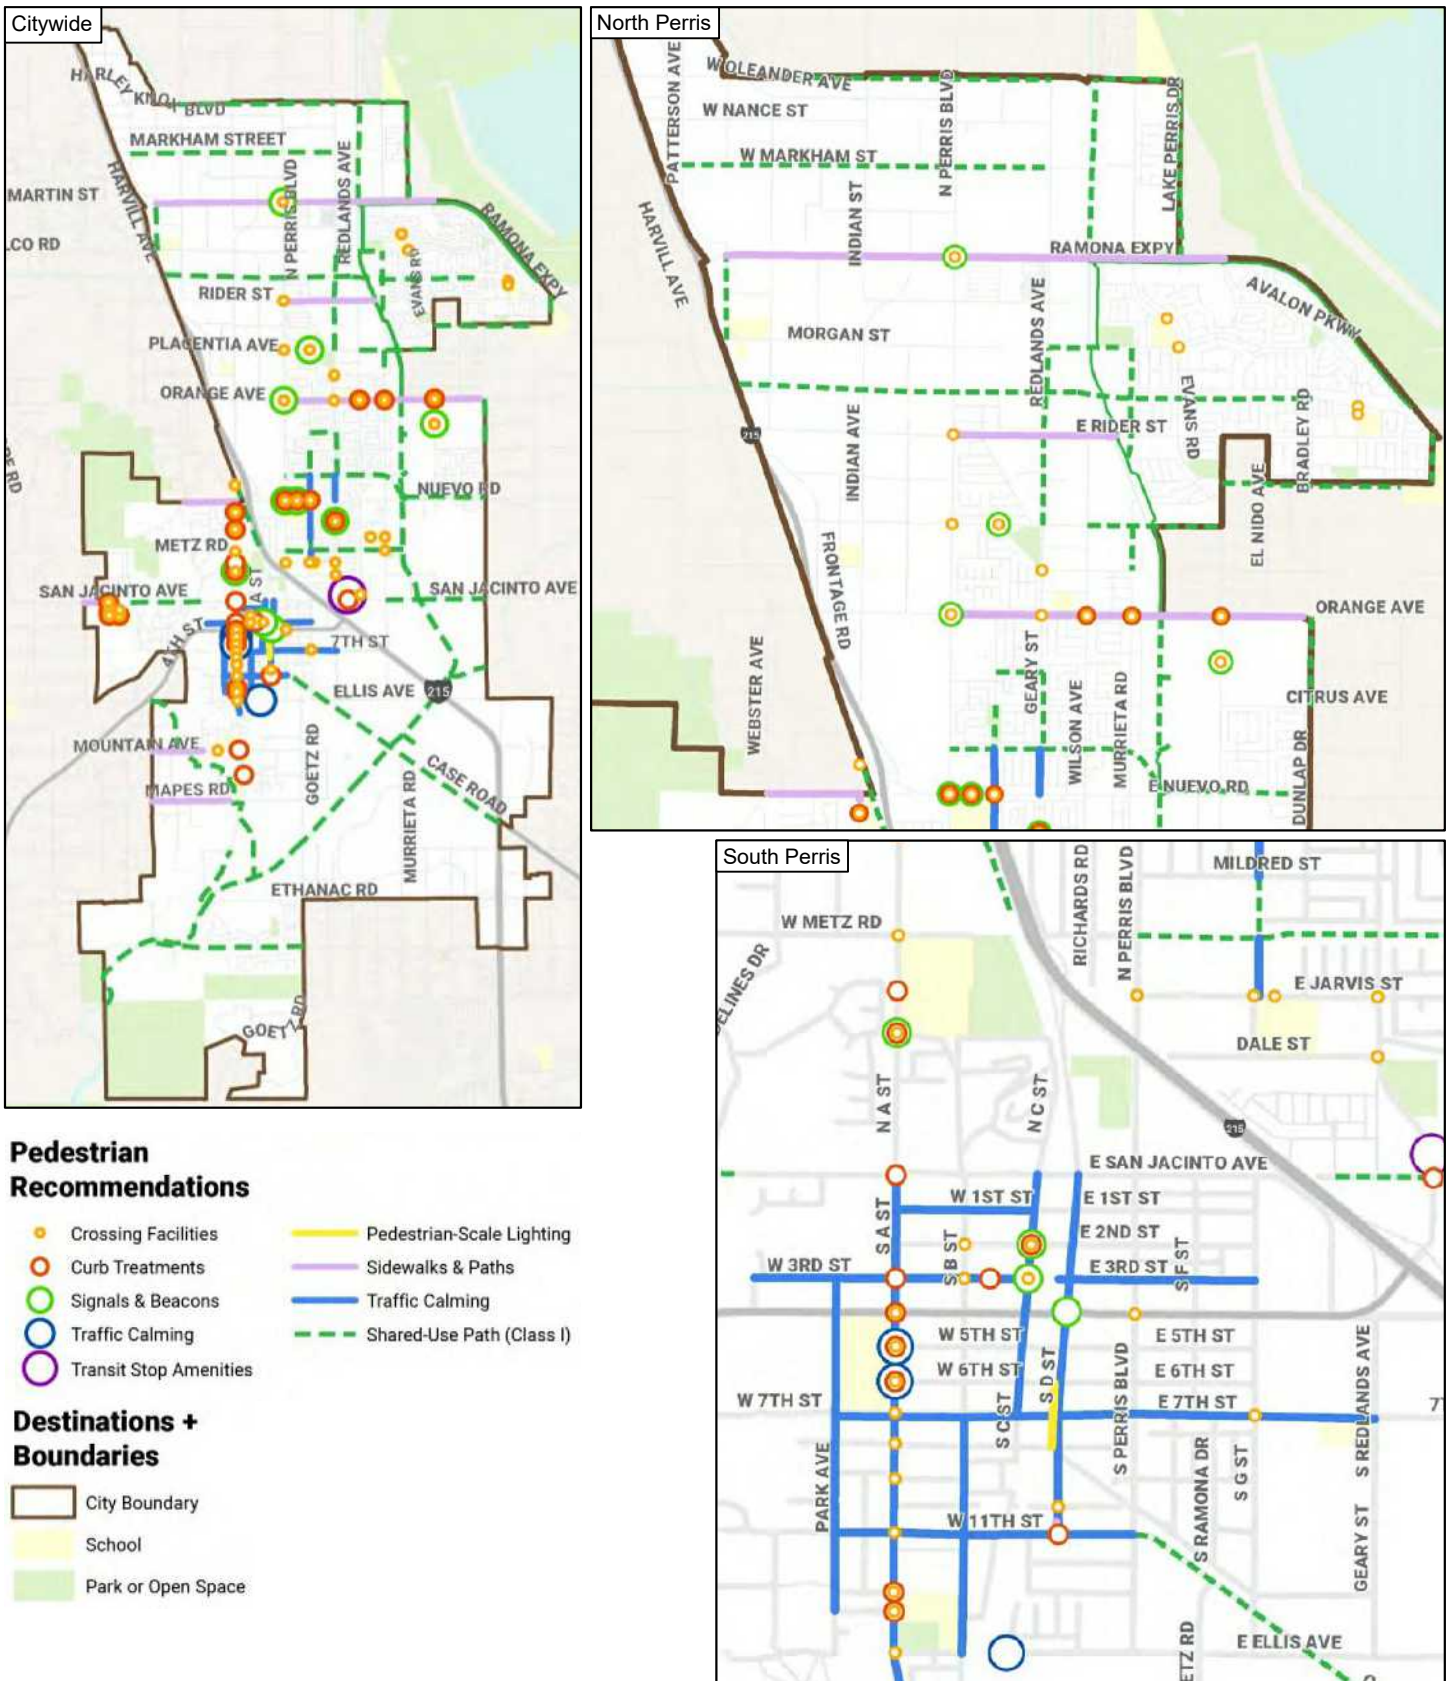 Citywide
HARLEY
KNOX BLVD
MARKHAM STREET
MARTIN ST
HARVILL AVE
N PERRIS BLVD
REDLANDS AVE
RAMONA EXPY
LCO RD
EVANS RD
RIDER ST
PLACENTIA AVE
ORANGE AVE
NUEVO RD
METZ RD
SAN JACINTO AVE
A ST
SAN JACINTO AVE
4TH ST
7TH ST
ELLIS AVE
215
MOUNTAIN AVE
GOETZ RD
CASE ROAD
MAPES RD
MURRIETA RD
ETHANAC RD
GOETZ RD
North Perris
PATTERSON AVE
W OLEANDER AVE
N PERRIS BLVD
LAKE PERRIS DR
W NANCE ST
W MARKHAM ST
INDIAN ST
HARVILL AVE
RAMONA EXPY
REDLANDS AVE
AVALON PKWY
MORGAN ST
EVANS RD
BRADLEY RD
INDIAN AVE
E RIDER ST
215
EL NIDO AVE
FRONTAGE RD
ORANGE AVE
WEBSTER AVE
GEARY ST
WILSON AVE
MURRIETA RD
CITRUS AVE
DUNLAP DR
E NUEVO RD
South Perris
RICHARDS RD
N PERRIS BLVD
MILDRED ST
W METZ RD
DELINES DR
E JARVIS ST
DALE ST
N A ST
N C ST
215
E SAN JACINTO AVE
W 1ST ST
E 1ST ST
S A ST
S B ST
E 2ND ST
S F ST
W 3RD ST
E 3RD ST
W 5TH ST
E 5TH ST
W 6TH ST
S D ST
E 6TH ST
S PERRIS BLVD
S REDLANDS AVE
W 7TH ST
S C ST
E 7TH ST
7T
PARK AVE
S RAMONA DR
S G ST
W 11TH ST
GEARY ST
ETZ RD
E ELLIS AVE
Pedestrian
Recommendations
Crossing Facilities
Curb Treatments
Signals & Beacons
Traffic Calming
Transit Stop Amenities
Pedestrian-Scale Lighting
Sidewalks & Paths
Traffic Calming
Shared-Use Path (Class I)
Destinations +
Boundaries
City Boundary
School
Park or Open Space